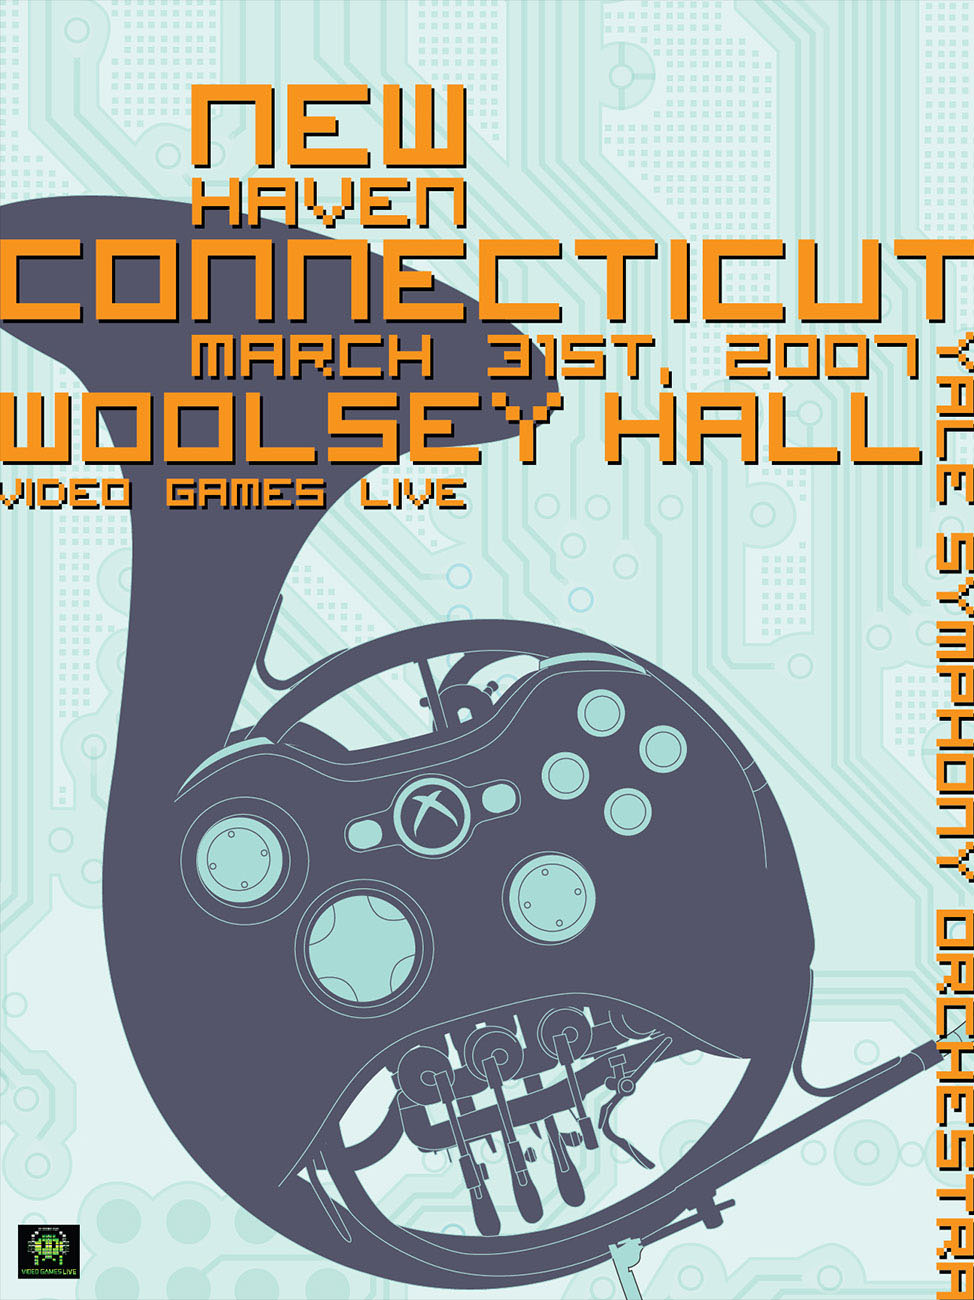 NEW
HAVEN
CONNECTICUT
MARCH 31ST, 2007
WOOLSEY HALL
VIDEO GAMES LIVE
YALE SYMPHONY ORCHESTRA
VIDEO GAMES LIVE